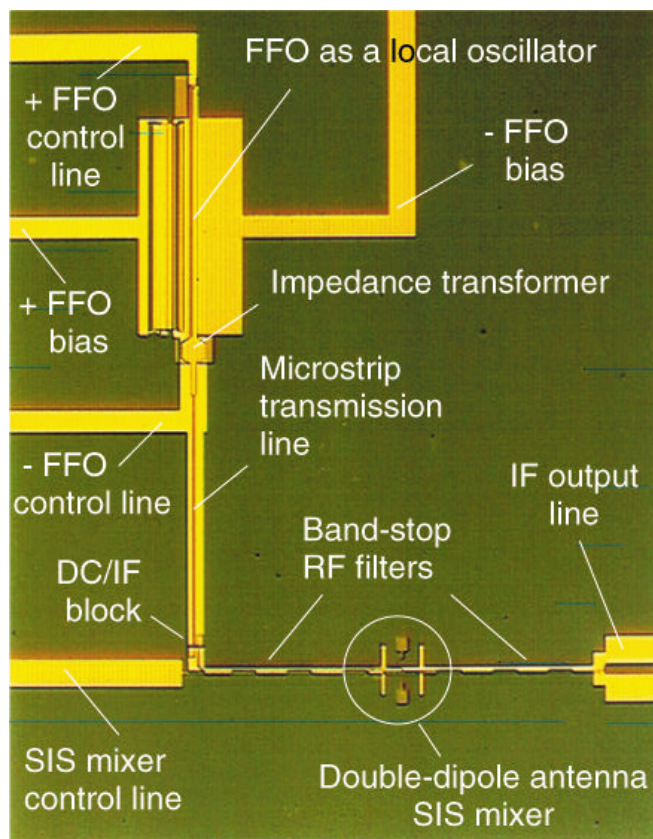 FFO as a local oscillator
+ FFO
control
line
- FFO
bias
Impedance transformer
+ FFO
bias
Microstrip
transmission
line
- FFO
control line
IF output
line
Band-stop
RF filters
DC/IF
block
SIS mixer
control line
Double-dipole antenna
SIS mixer